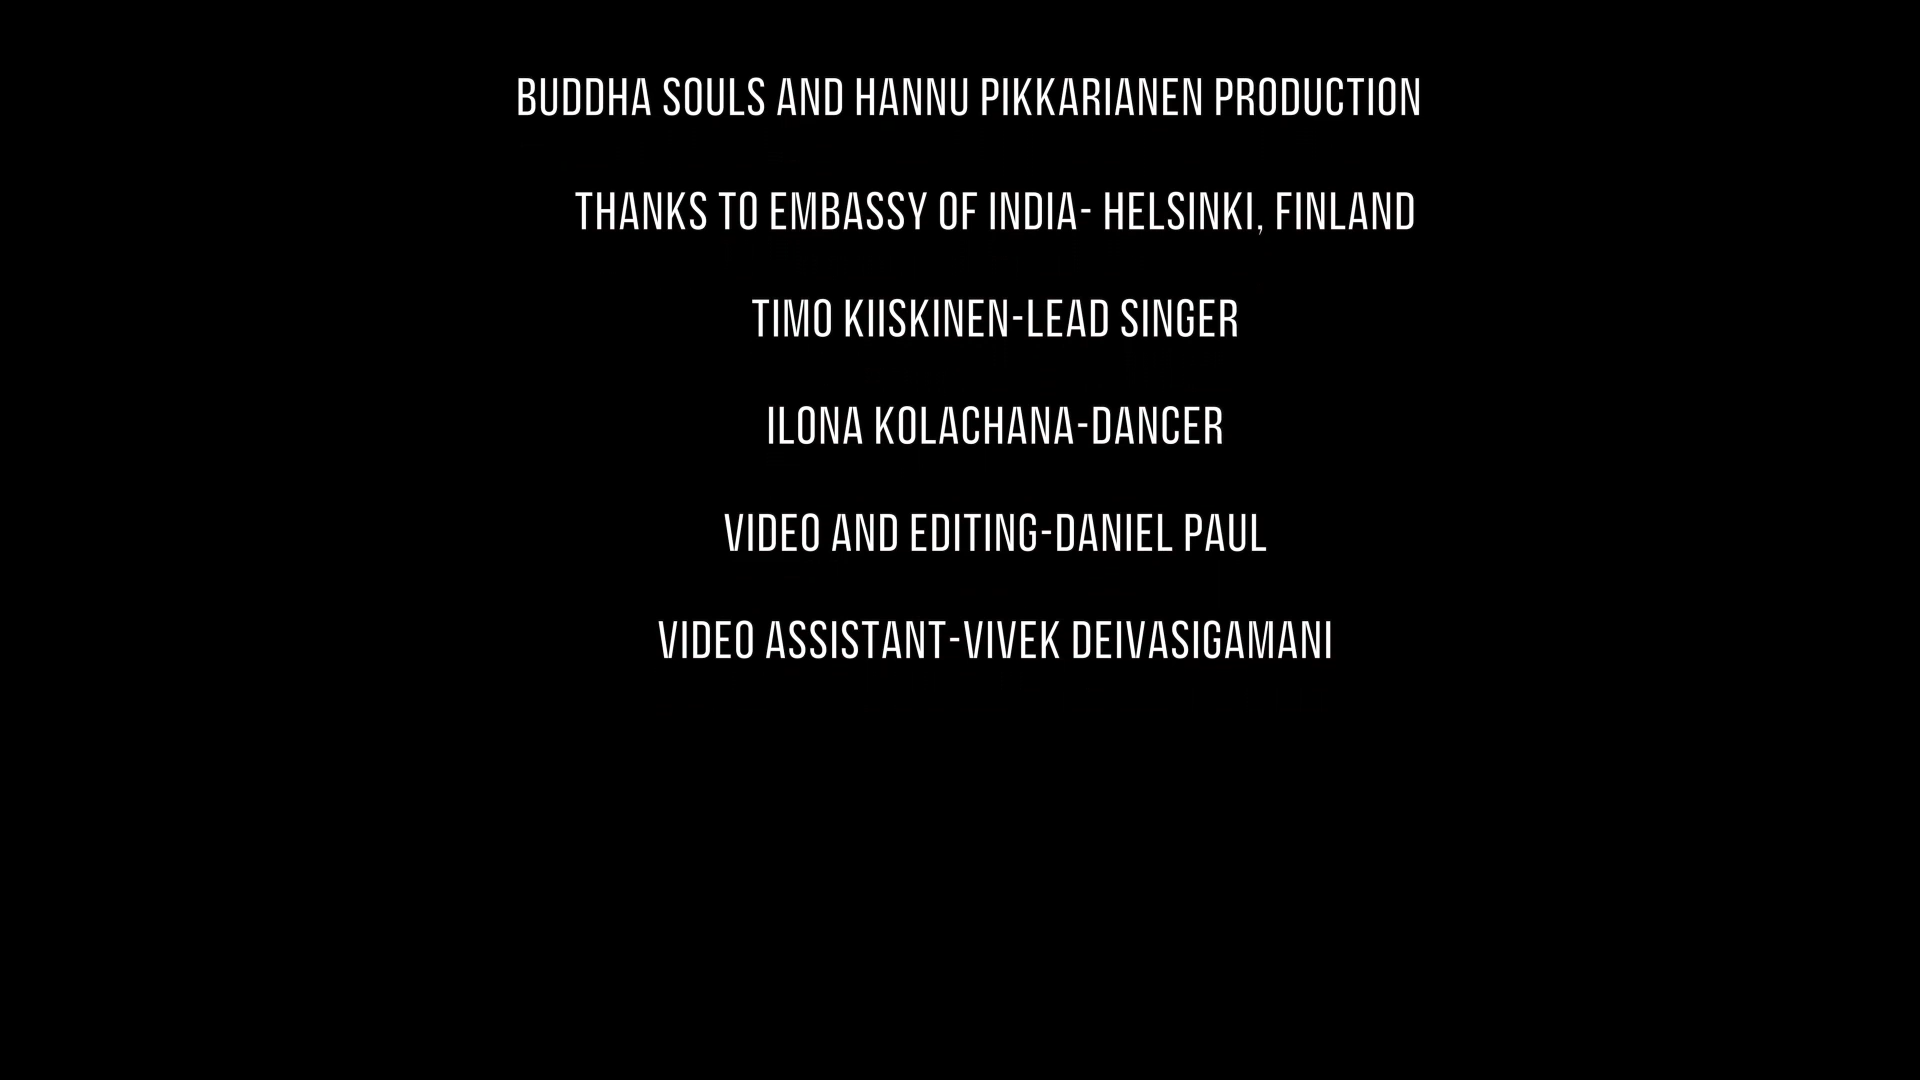 BUDDHA SOULS AND HANNU PIKKARIANEN PRODUCTION
THANKS TO EMBASSY OF INDIA- HELSINKI, FINLAND
TIMO KIISKINEN-LEAD SINGER
ILONA KOLACHANA-DANCER
VIDEO AND EDITING-DANIEL PAUL
VIDEO ASSISTANT-VIVEK DEIVASIGAMANI